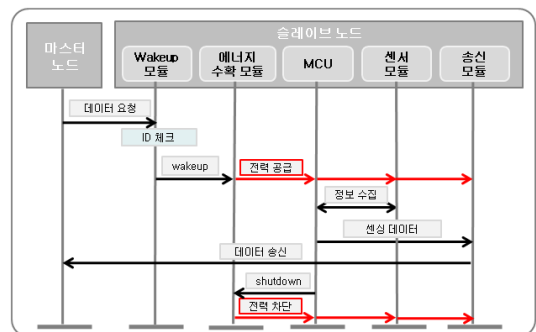 슬레이브 노드
마스터
노드
Wakeup
모듈
에너지
수확 모듈
MCU
센서
모듈
송신
모듈
데이터 요청
ID 체크
wakeup
전력 공급
정보 수집
센싱 데이터
데이터 송신
shutdown
전력 차단